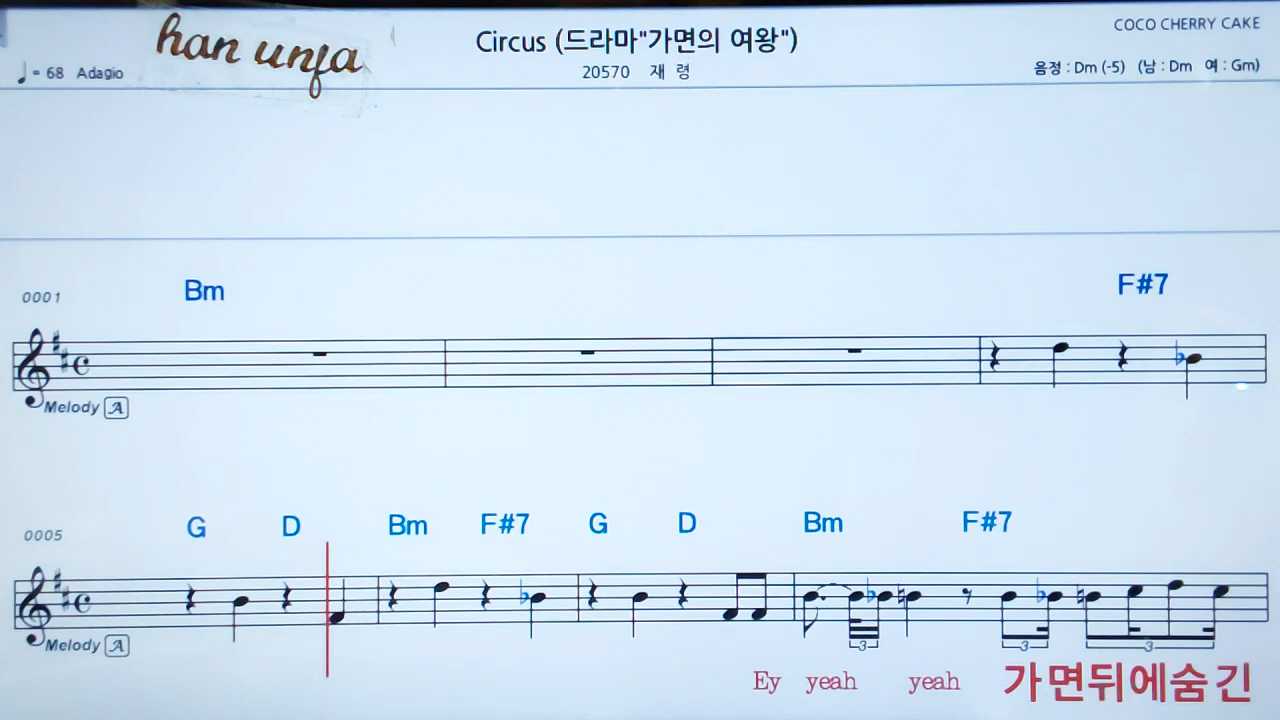 han unfa
Circus (드라마"가면의 여왕")
COCO CHERRY CAKE
♩= 68 Adagio
20570 재 령
음정 : Dm (-5) (남 : Dm 여 : Gm)
0001 Bm F#7
Melody A
0005 G D Bm F#7 G D Bm F#7
Melody A
3 3 3
Ey yeah yeah 가면뒤에숨긴